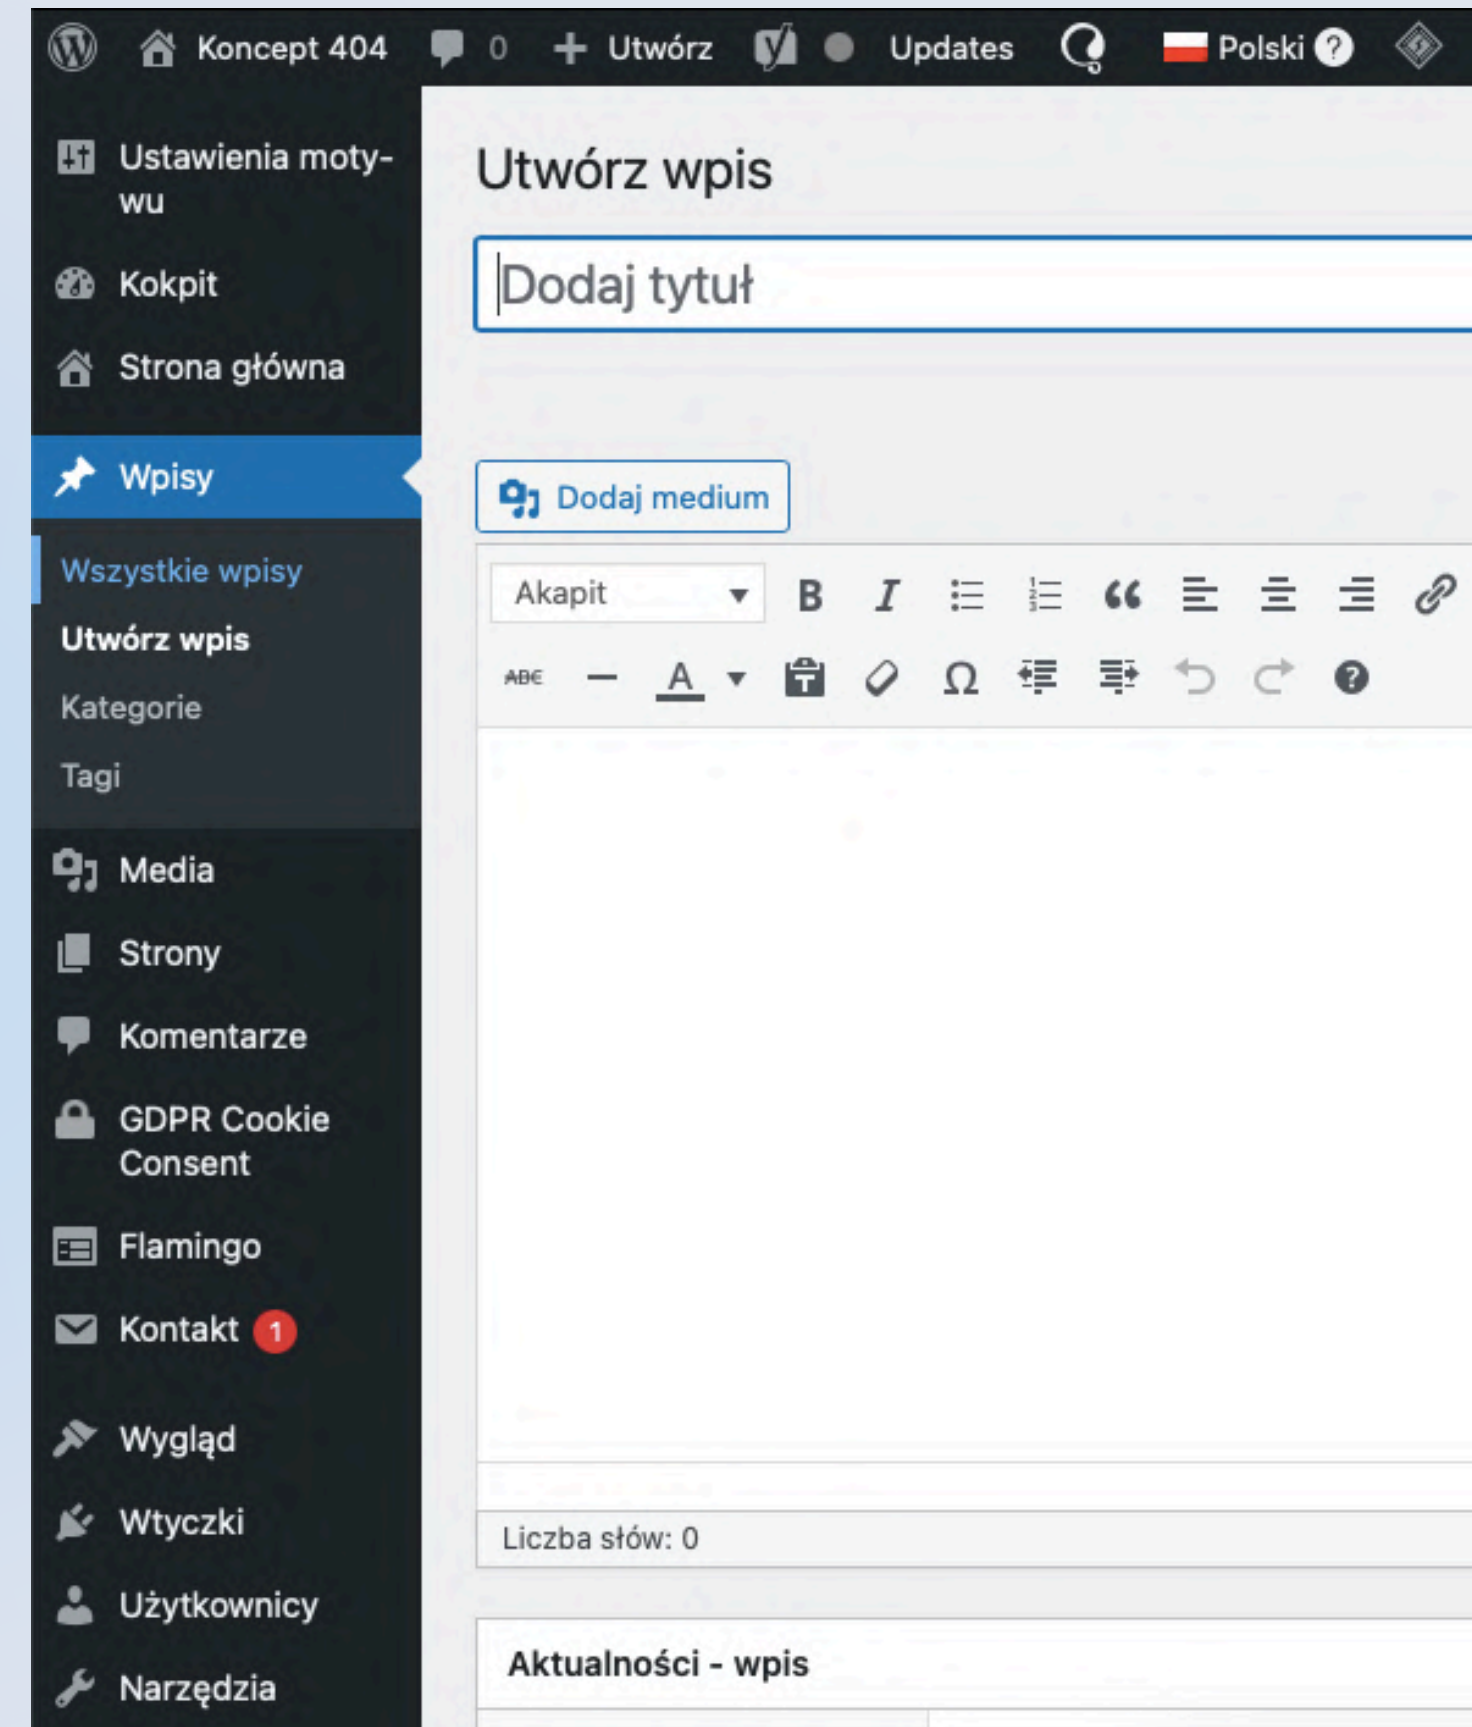 Koncept 404 0 + Utwórz Updates Polski ?
Ustawienia moty-
wu
Kokpit
Strona główna
Wpisy
Wszystkie wpisy
Utwórz wpis
Kategorie
Tagi
Media
Strony
Komentarze
GDPR Cookie
Consent
Flamingo
Kontakt 1
Wygląd
Wtyczki
Użytkownicy
Narzędzia
Utwórz wpis
Dodaj tytuł
Dodaj medium
Akapit B I
ABC A Ω ?
Liczba słów: 0
Aktualności - wpis